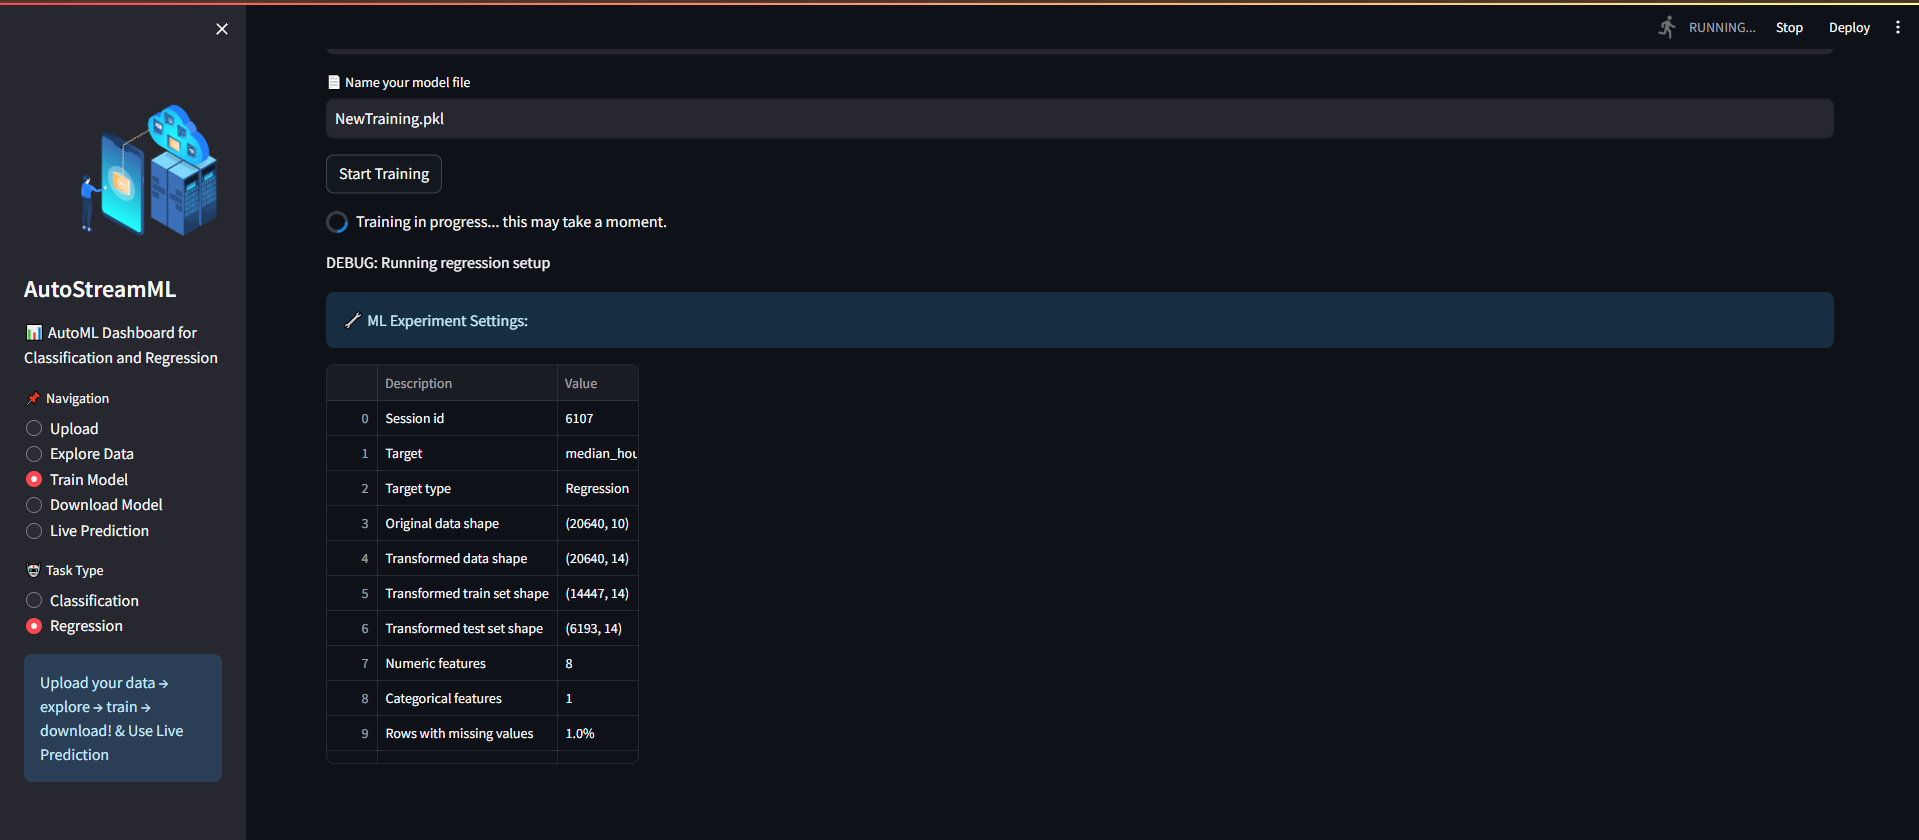 RUNNING...
Stop
Deploy
AutoStreamML
📊 AutoML Dashboard for
Classification and Regression
📌 Navigation
Upload
Explore Data
Train Model
Download Model
Live Prediction
Task Type
Classification
Regression
Upload your data →
explore → train →
download! & Use Live
Prediction
Name your model file
NewTraining.pkl
Start Training
Training in progress... this may take a moment.
DEBUG: Running regression setup
ML Experiment Settings:
Description Value
0 Session id 6107
1 Target median_hou
2 Target type Regression
3 Original data shape (20640, 10)
4 Transformed data shape (20640, 14)
5 Transformed train set shape (14447, 14)
6 Transformed test set shape (6193, 14)
7 Numeric features 8
8 Categorical features 1
9 Rows with missing values 1.0%